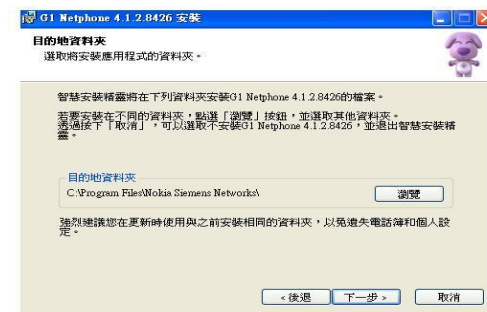 G1 Netphone 4.1.2.8426 安裝
目的地資料夾
選取將安裝應用程式的資料夾。
智慧安裝精靈將在下列資料夾安裝G1 Netphone 4.1.2.8426的檔案。
若要安裝在不同的資料夾，點選「瀏覽」按鈕，並選取其他資料夾。
透過按下「取消」，可以選取不安裝G1 Netphone 4.1.2.8426，並退出智慧安裝精
靈。
目的地資料夾
C:\Program Files\Nokia Siemens Networks\
瀏覽
強烈建議您在更新時使用與之前安裝相同的資料夾，以免遺失電話簿和個人設
定。
<後退
下一步>
取消